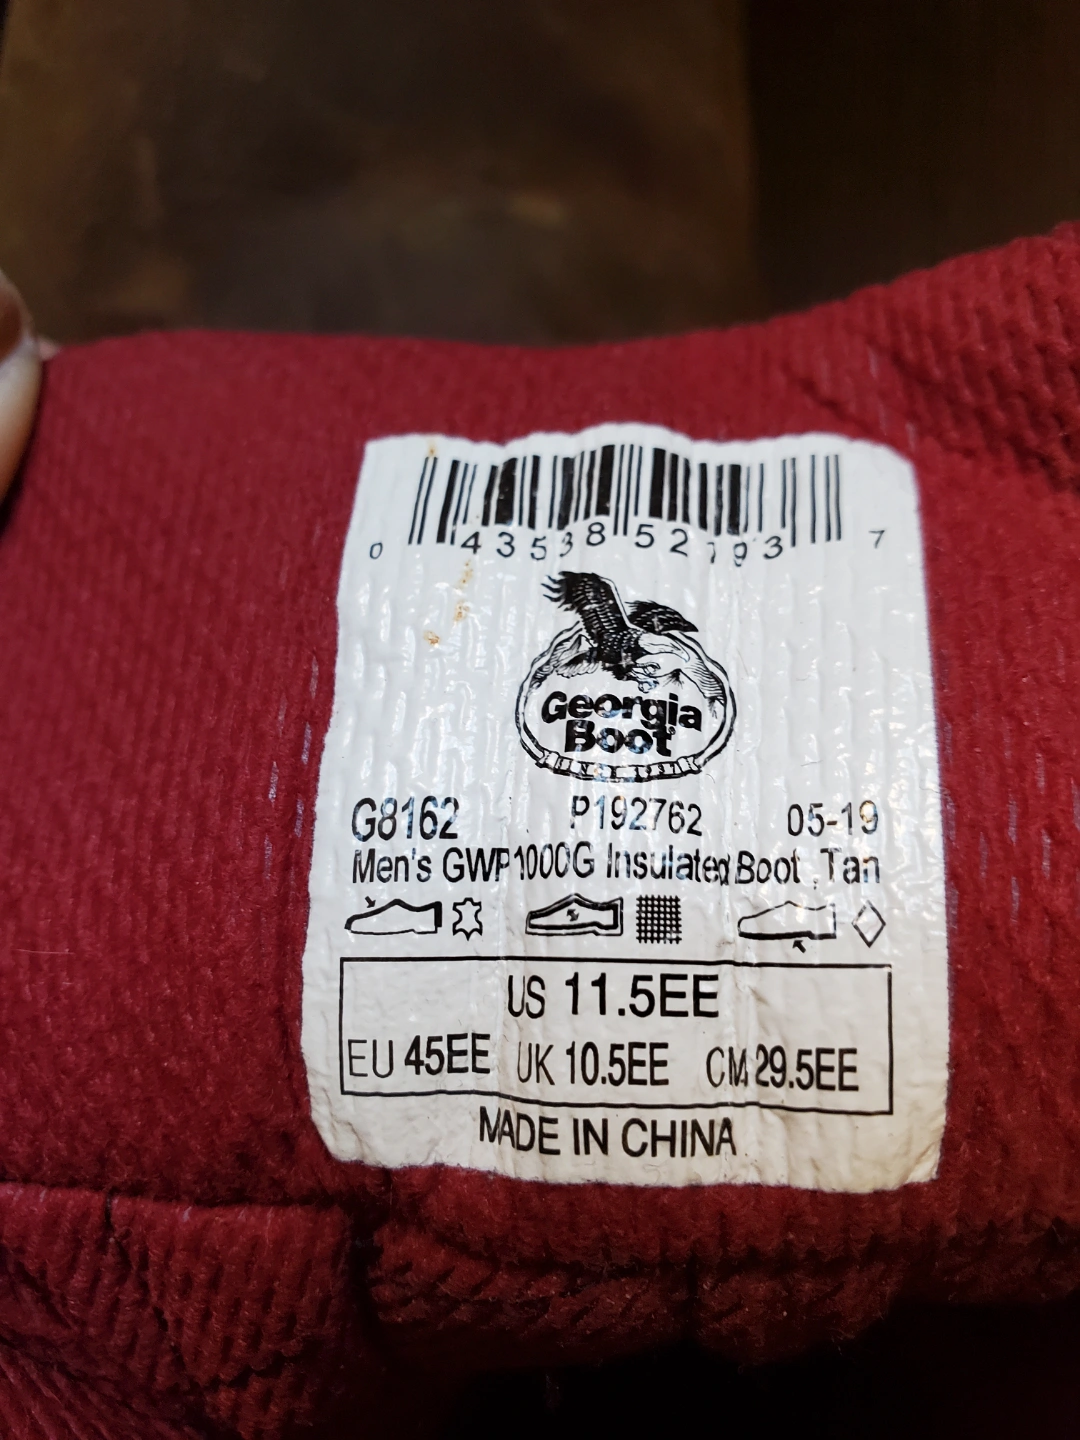 0 43538 52793 7
Georgia
Boot
G8162 P192762 05-19
Men's GWP 1000G Insulated Boot , Tan
US 11.5EE
EU 45EE UK 10.5EE CM 29.5EE
MADE IN CHINA